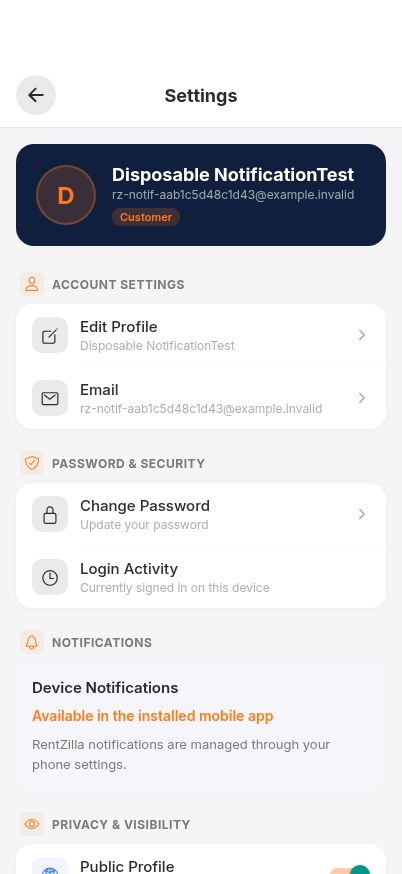 Settings
D
Disposable NotificationTest
rz-notif-aab1c5d48c1d43@example.invalid
Customer
ACCOUNT SETTINGS
Edit Profile
Disposable NotificationTest
Email
rz-notif-aab1c5d48c1d43@example.invalid
PASSWORD & SECURITY
Change Password
Update your password
Login Activity
Currently signed in on this device
NOTIFICATIONS
Device Notifications
Available in the installed mobile app
RentZilla notifications are managed through your
phone settings.
PRIVACY & VISIBILITY
Public Profile